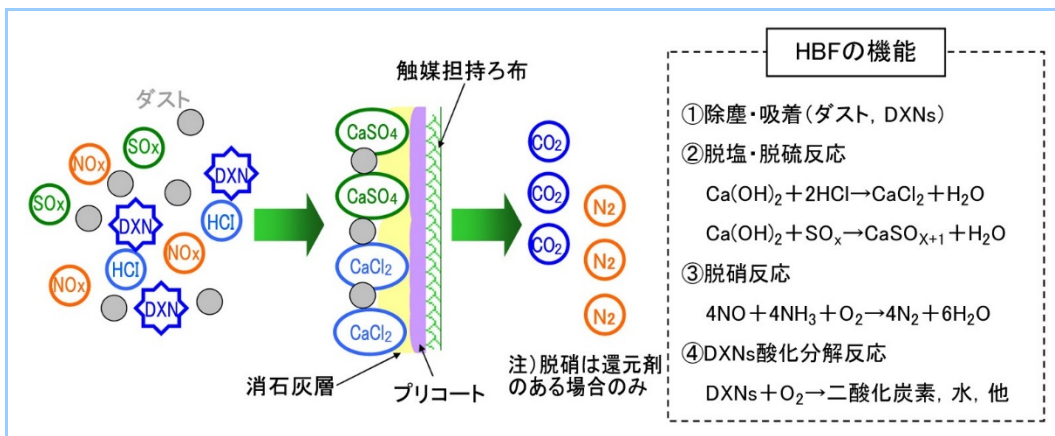 ダスト
SOx
NOx
DXN
SOx
HCl
DXN
NOx
HCl
NOx
DXN
触媒担持ろ布
CaSO₄
CaSO₄
CaCl₂
CaCl₂
消石灰層
プリコート
CO₂
CO₂
CO₂
N₂
N₂
N₂
注)脱硝は還元剤
のある場合のみ
HBFの機能
①除塵・吸着(ダスト, DXNs)
②脱塩・脱硫反応
Ca(OH)₂+2HCl→CaCl₂+H₂O
Ca(OH)₂+SOₓ→CaSOX+1+H₂O
③脱硝反応
4NO+4NH₃+O₂→4N₂+6H₂O
④DXNs酸化分解反応
DXNs+O₂→二酸化炭素, 水, 他